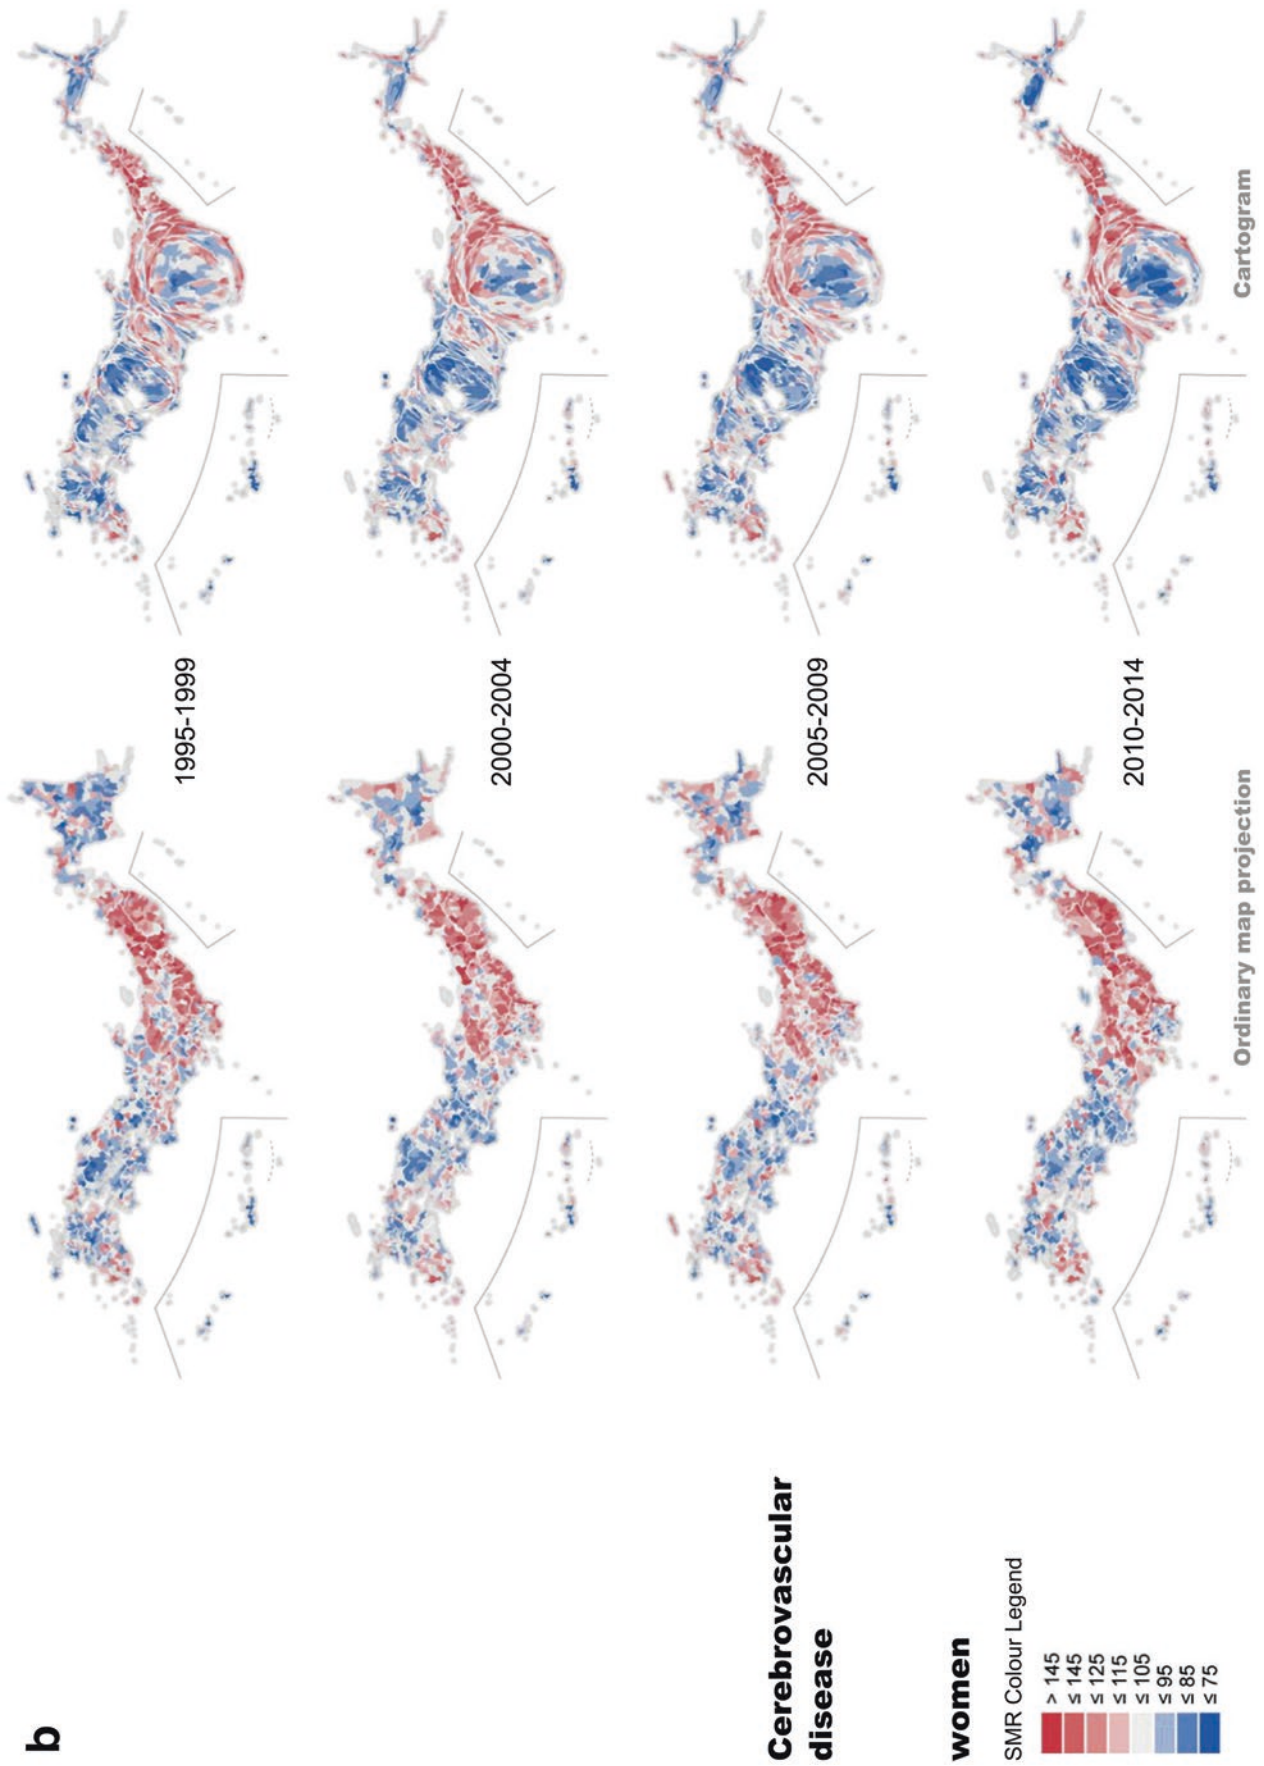 b
Cerebrovascular
disease
women
SMR Colour Legend
> 145
≤ 145
≤ 125
≤ 115
≤ 105
≤ 95
≤ 85
≤ 75
1995-1999
2000-2004
2005-2009
2010-2014
Ordinary map projection
Cartogram